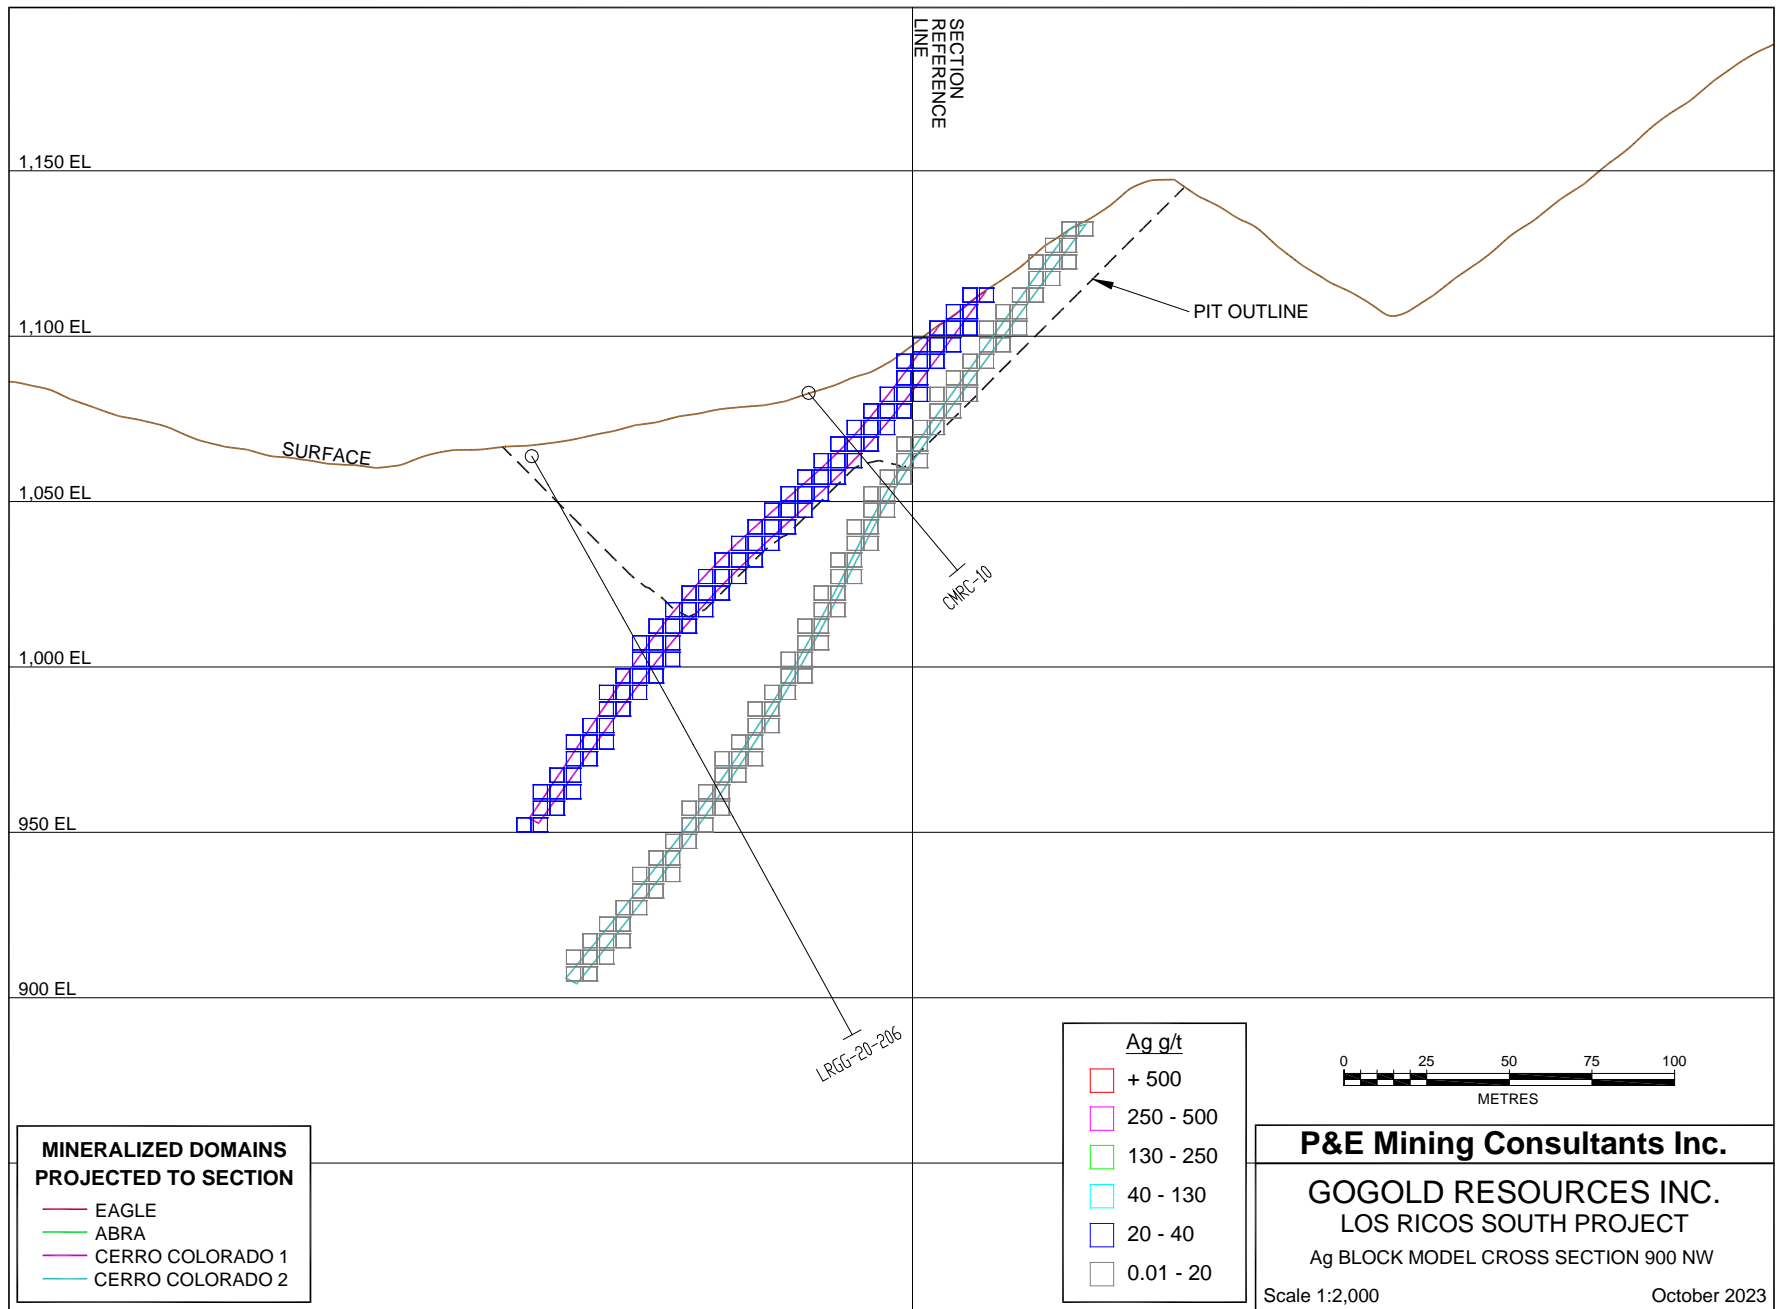 SECTION
REFERENCE
LINE
1,150 EL
PIT OUTLINE
1,100 EL
SURFACE
1,050 EL
CMRC-10
1,000 EL
950 EL
900 EL
LRGG-20-206
Ag g/t
+ 500
250 - 500
130 - 250
40 - 130
20 - 40
0.01 - 20
0 25 50 75 100
METRES
MINERALIZED DOMAINS
PROJECTED TO SECTION
EAGLE
ABRA
CERRO COLORADO 1
CERRO COLORADO 2
P&E Mining Consultants Inc.
GOGOLD RESOURCES INC.
LOS RICOS SOUTH PROJECT
Ag BLOCK MODEL CROSS SECTION 900 NW
Scale 1:2,000 October 2023